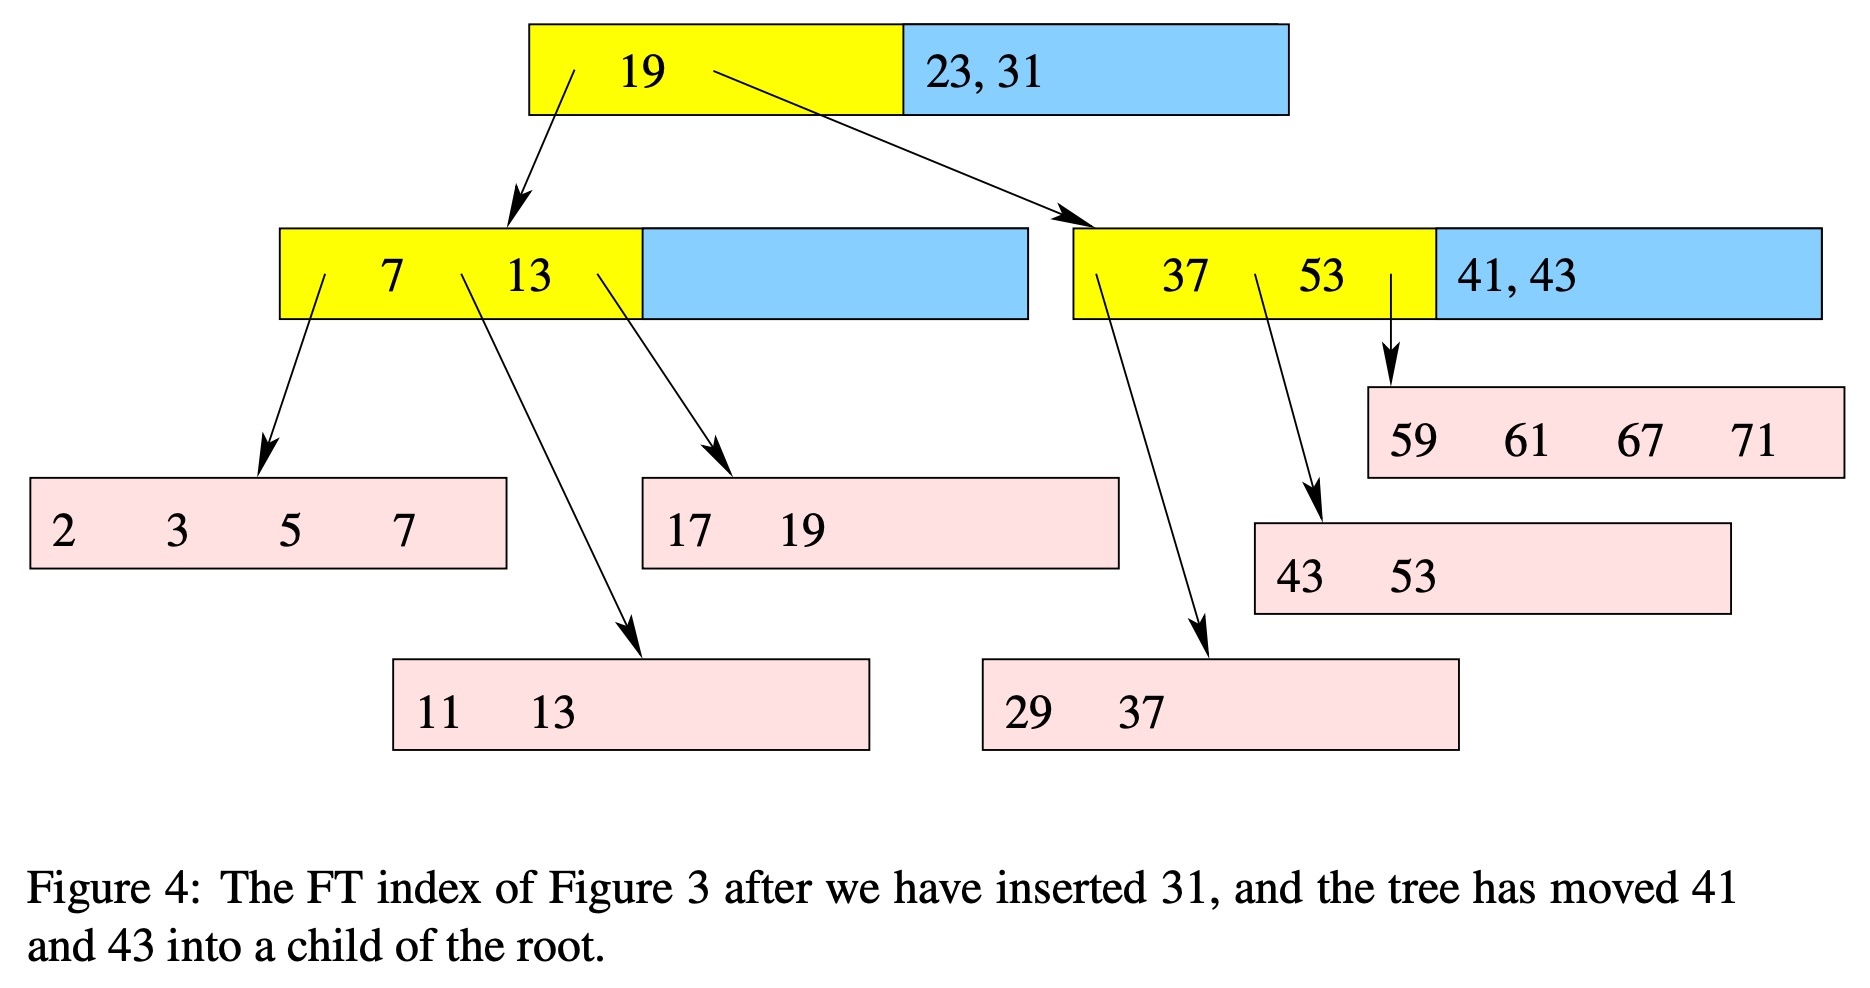 19 23, 31
7 13 37 53 41, 43
59 61 67 71
2 3 5 7 17 19
43 53
11 13 29 37
Figure 4: The FT index of Figure 3 after we have inserted 31, and the tree has moved 41
and 43 into a child of the root.